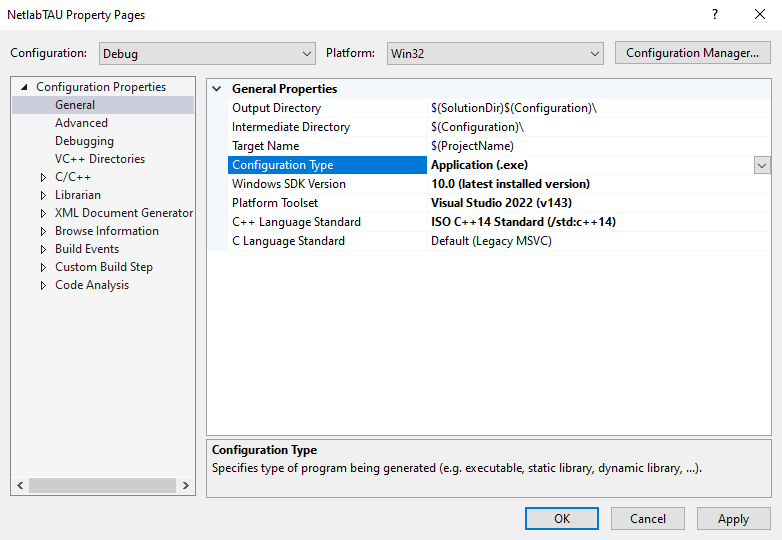 NetlabTAU Property Pages
? ×
Configuration: Debug Platform: Win32 Configuration Manager...
Configuration Properties
General
Advanced
Debugging
VC++ Directories
C/C++
Librarian
XML Document Generator
Browse Information
Build Events
Custom Build Step
Code Analysis
General Properties
Output Directory $(SolutionDir)$(Configuration)\
Intermediate Directory $(Configuration)\
Target Name $(ProjectName)
Configuration Type Application (.exe)
Windows SDK Version 10.0 (latest installed version)
Platform Toolset Visual Studio 2022 (v143)
C++ Language Standard ISO C++14 Standard (/std:c++14)
C Language Standard Default (Legacy MSVC)
Configuration Type
Specifies type of program being generated (e.g. executable, static library, dynamic library, ...).
OK Cancel Apply